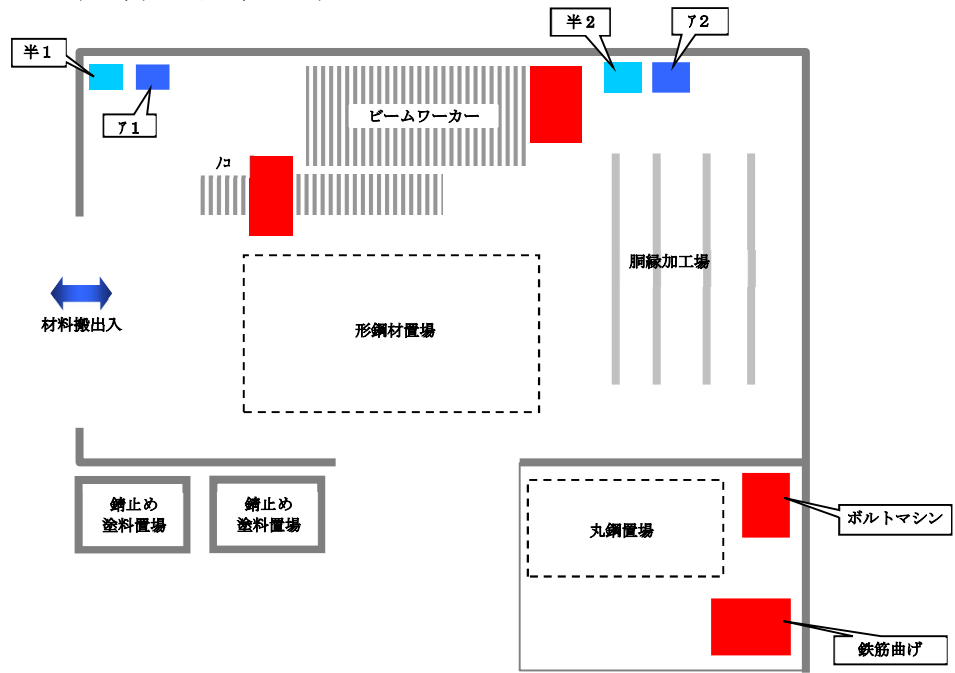 半1
半2
ｱ2
ｱ1
ビームワーカー
ﾉｺ
胴縁加工場
材料搬出入
形鋼材置場
錆止め
塗料置場
錆止め
塗料置場
丸鋼置場
ボルトマシン
鉄筋曲げ